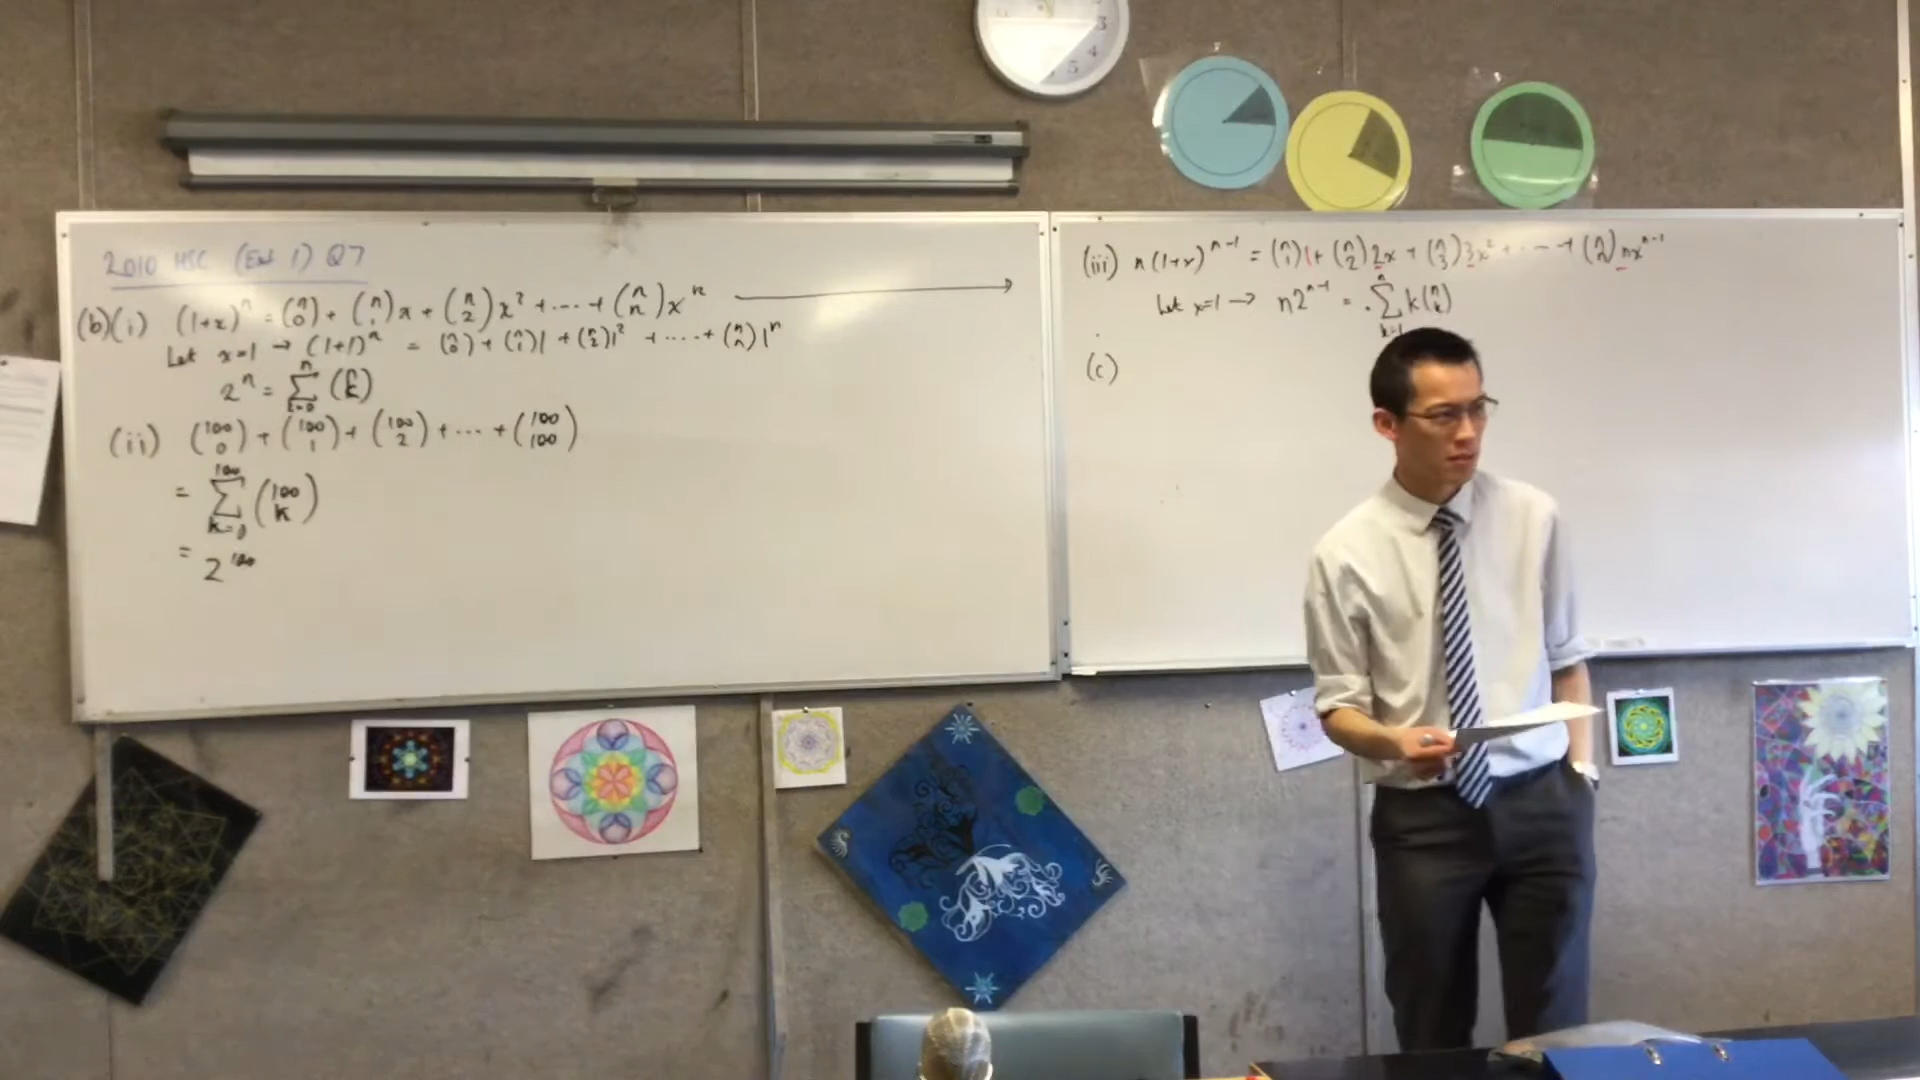 2010 HSC (Ext 1) Q7
(b)(i) (1+x)^n = (n 0) + (n 1)x + (n 2)x^2 + .... + (n n)x^n
Let x=1 → (1+1)^n = (n 0) + (n 1)1 + (n 2)1^2 + ..... + (n n)1^n
2^n = Σ_{k=0}^{n} (n k)
(ii) (100 0) + (100 1) + (100 2) + ... + (100 100)
= Σ_{k=0}^{100} (100 k)
= 2^100
(iii) n(1+x)^{n-1} = (n 1)1 + (n 2)2x + (n 3)3x^2 + .... + (n n)nx^{n-1}
Let x=1 → n2^{n-1} = Σ_{k=1}^{n} k(n k)
(c)
3
4
5